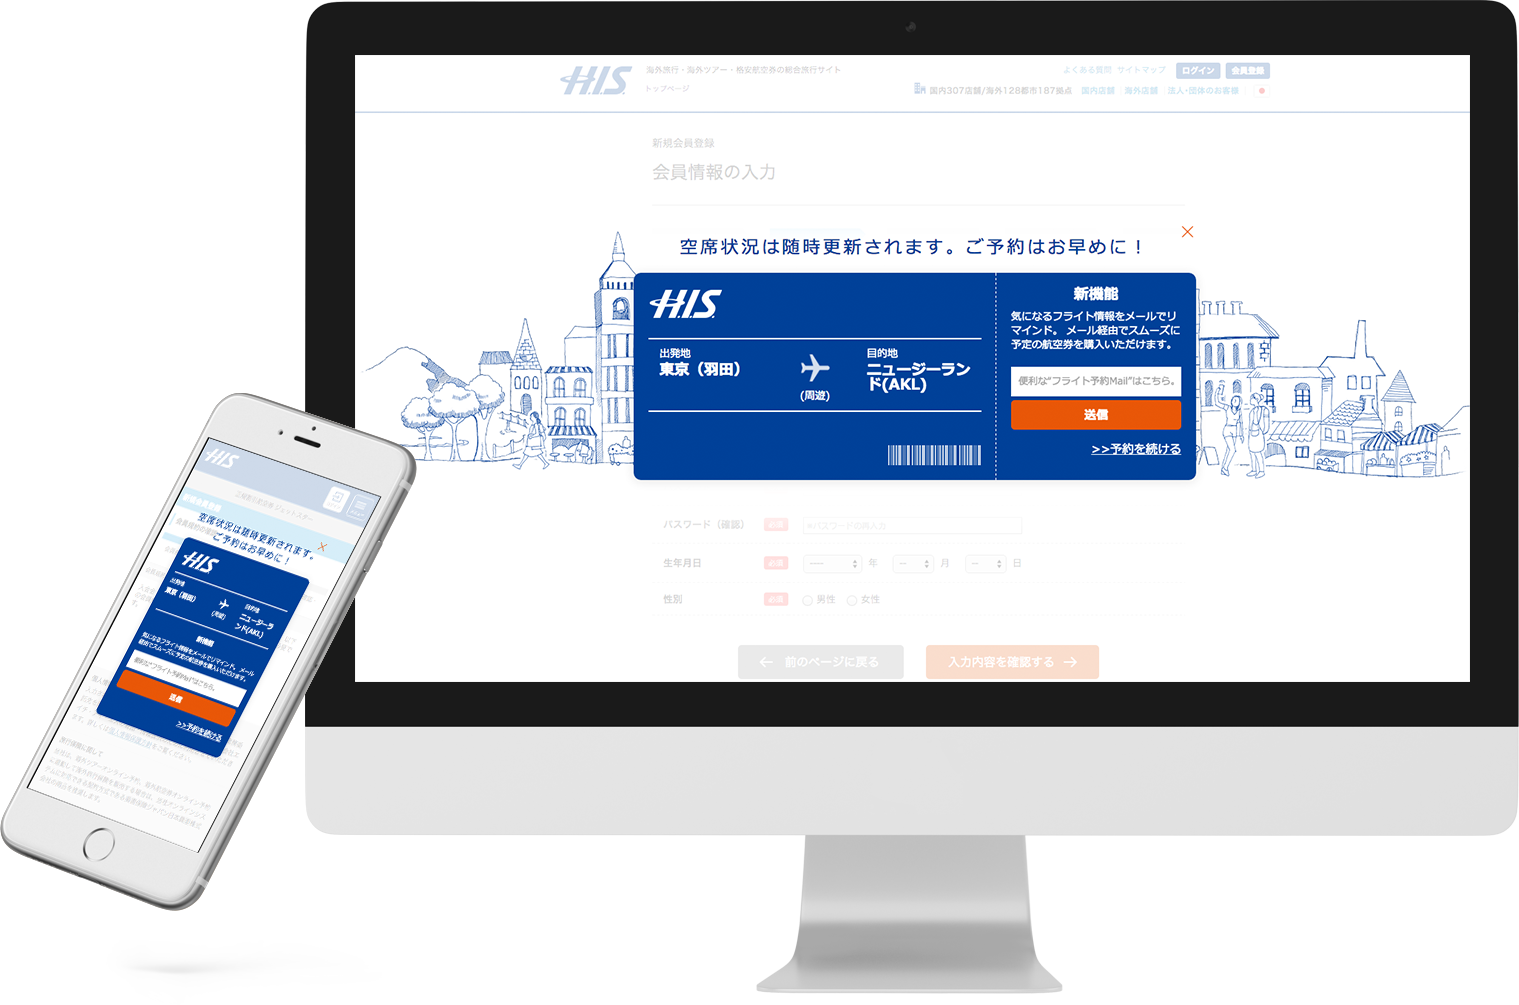 H.I.S.
海外旅行・海外ツアー・格安航空券の総合旅行サイト
トップページ
よくある質問 サイトマップ ログイン 会員登録
国内307店舗/海外128都市187拠点 国内店舗 海外店舗 法人・団体のお客様
新規会員登録
会員情報の入力
空席状況は随時更新されます。ご予約はお早めに！
H.I.S.
出発地
東京（羽田）
(周遊)
目的地
ニュージーラン
ド(AKL)
新機能
気になるフライト情報をメールでリ
マインド。 メール経由でスムーズに
予定の航空券を購入いただけます。
便利な“フライト予約Mail”はこちら。
送信
>>予約を続ける
パスワード（確認） 必須 ※パスワードの再入力
生年月日 必須 ---- 年 -- 月 -- 日
性別 必須 男性 女性
← 前のページに戻る
入力内容を確認する →
H.I.S
新規会員登録
空席状況は随時更新されます。
ご予約はお早めに！
H.I.S
出発地
東京（羽田）
(周遊)
目的地
ニュージーラ
ンド(AKL)
新機能
気になるフライト情報をメールでリマインド。 メール
経由でスムーズに予定の航空券を購入いただけます。
便利な“フライト予約Mail”はこちら。
送信
>>予約を続ける